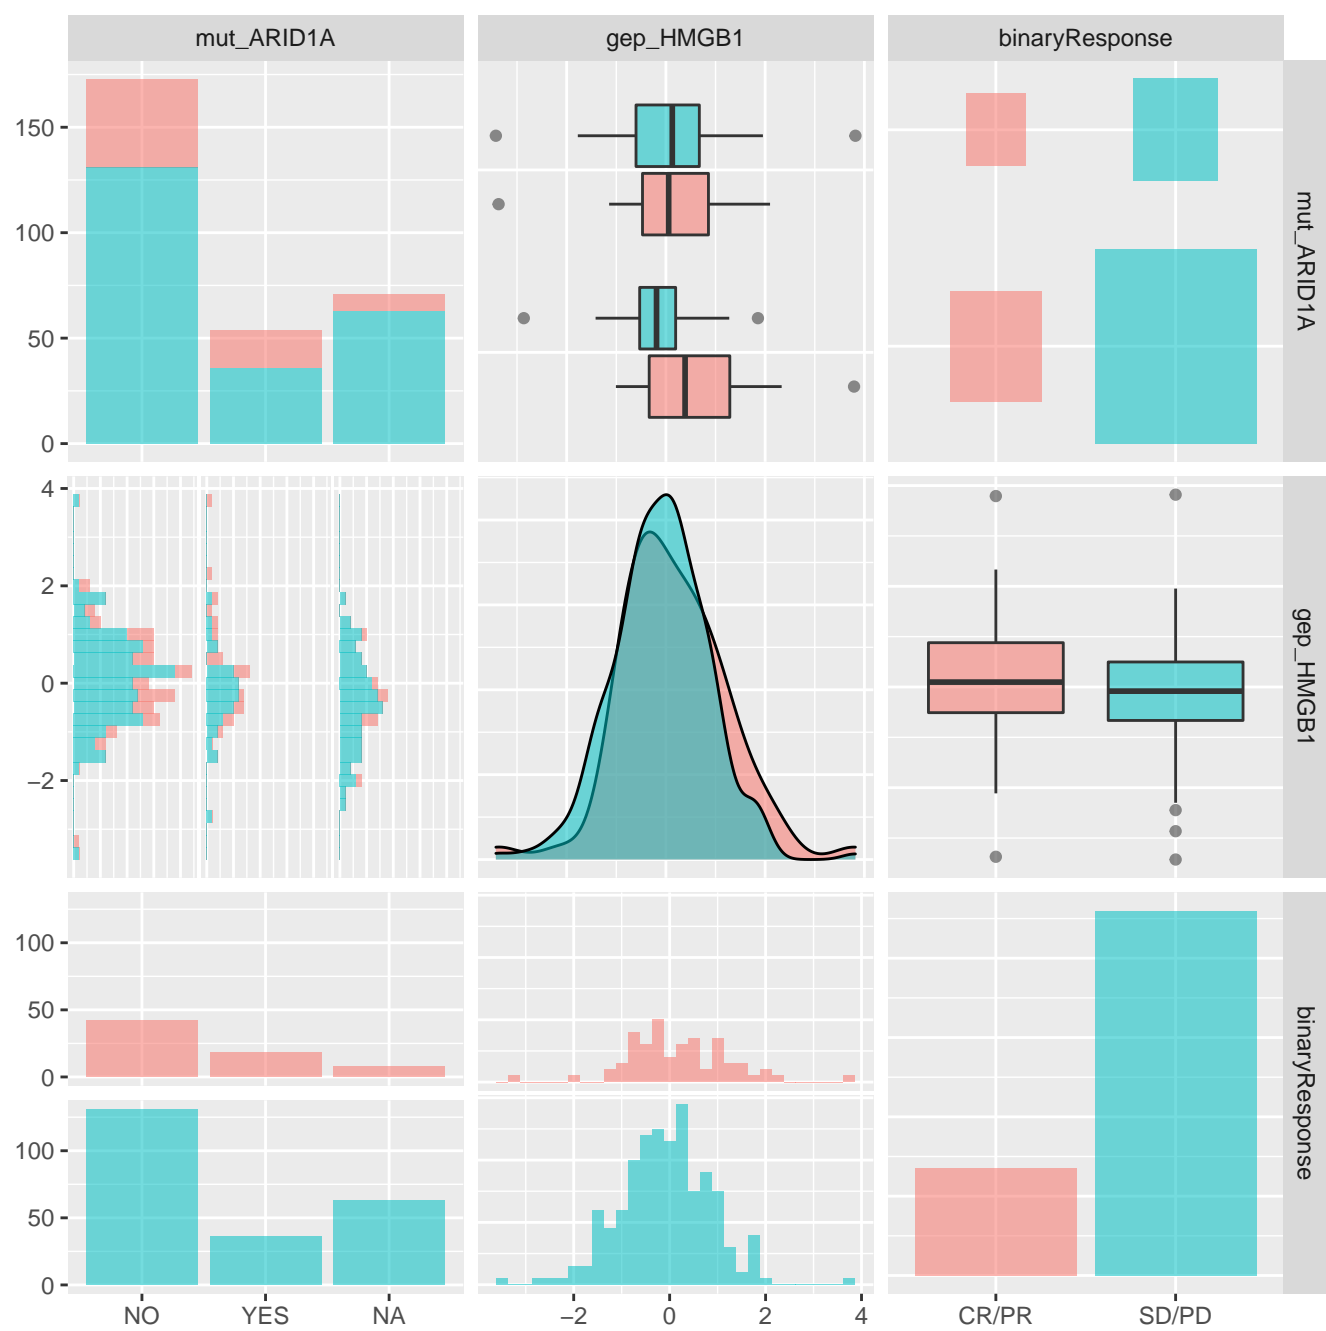 mut_ARID1A
gep_HMGB1
binaryResponse
150
100
50
0
mut_ARID1A
4
2
0
−2
gep_HMGB1
100
50
0
100
50
0
binaryResponse
NO YES NA
−2 0 2 4
CR/PR SD/PD